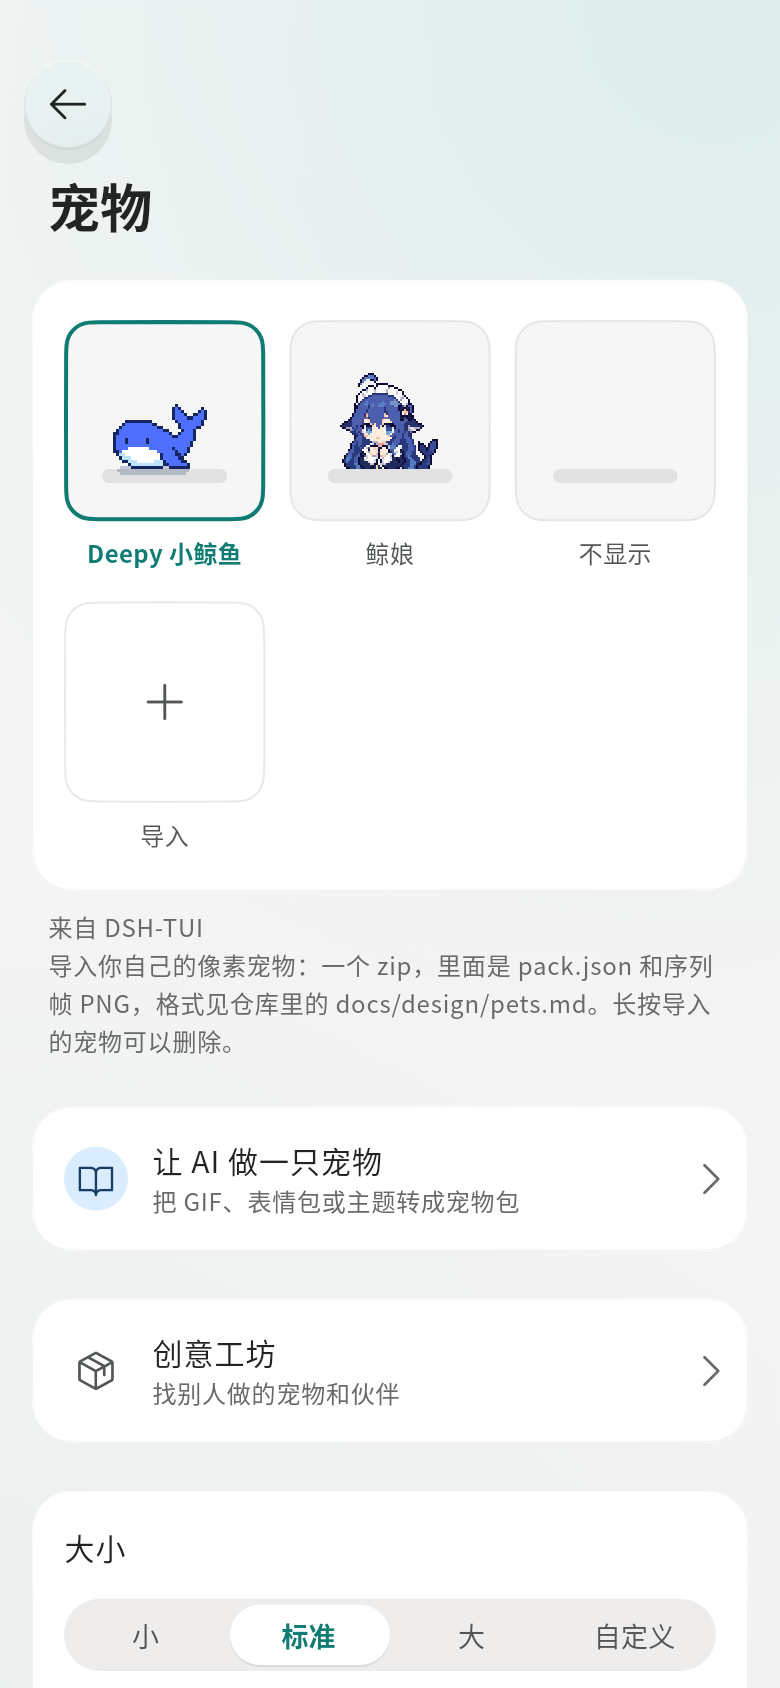 宠物
Deepy 小鲸鱼
鲸娘
不显示
导入
来自 DSH-TUI
导入你自己的像素宠物：一个 zip，里面是 pack.json 和序列
帧 PNG，格式见仓库里的 docs/design/pets.md。长按导入
的宠物可以删除。
让 AI 做一只宠物
把 GIF、表情包或主题转成宠物包
创意工坊
找别人做的宠物和伙伴
大小
小
标准
大
自定义